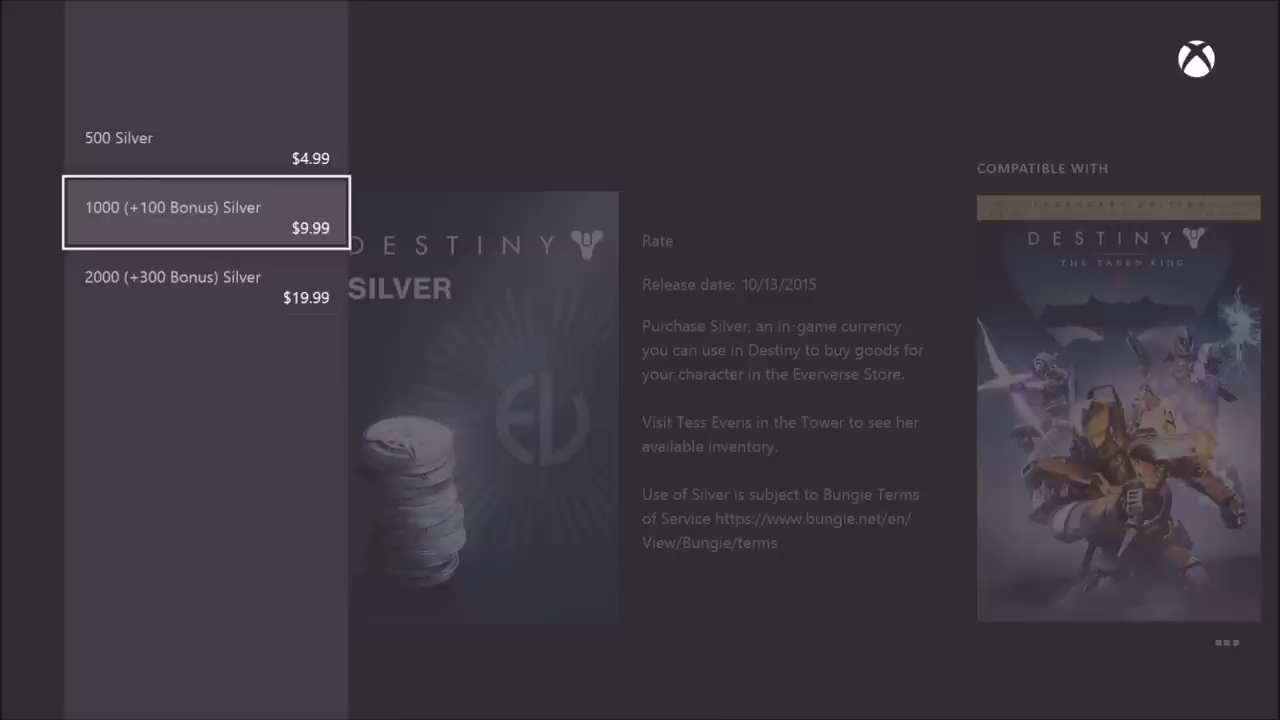 500 Silver
$4.99
1000 (+100 Bonus) Silver
$9.99
2000 (+300 Bonus) Silver
$19.99
DESTINY
SILVER
Rate
Release date: 10/13/2015
Purchase Silver, an in-game currency
you can use in Destiny to buy goods for
your character in the Eververse Store.
Visit Tess Everis in the Tower to see her
available inventory.
Use of Silver is subject to Bungie Terms
of Service https://www.bungie.net/en/
View/Bungie/terms
COMPATIBLE WITH
LEGENDARY EDITION
DESTINY
THE TAKEN KING